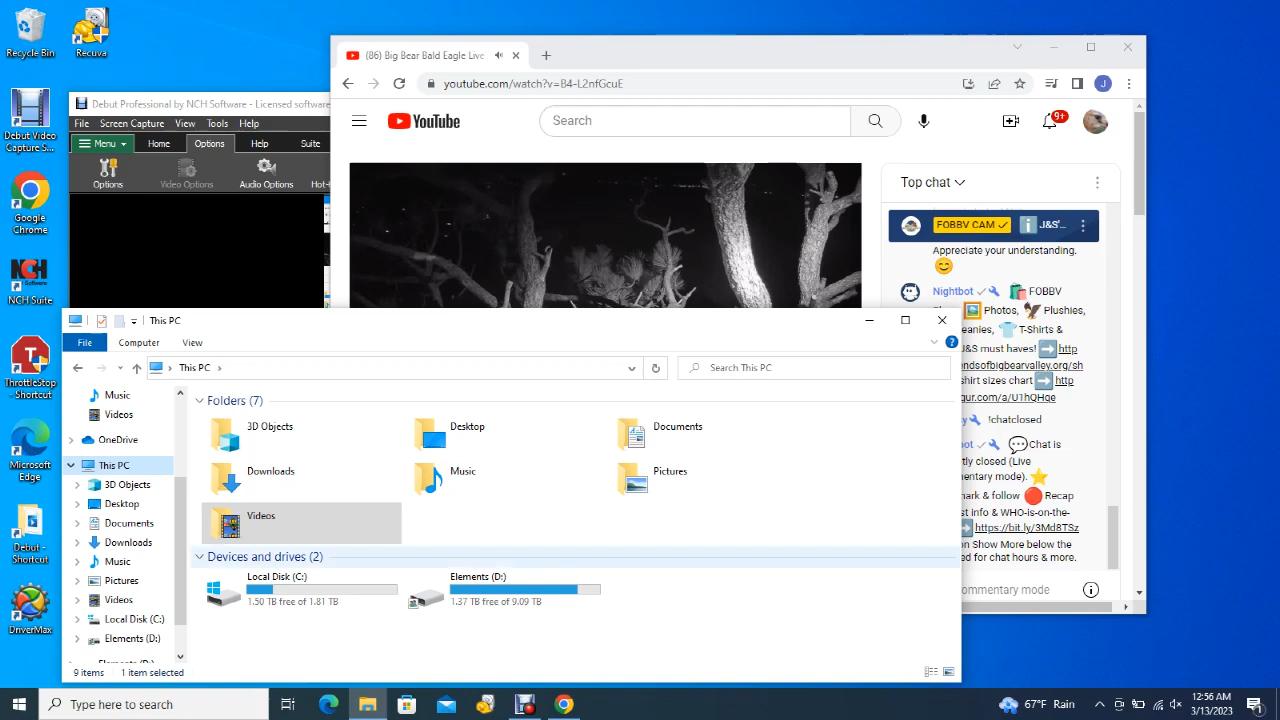 Recycle Bin
Recuva
Debut Video
Capture S...
Google
Chrome
NCH Suite
ThrottleStop
- Shortcut
Microsoft
Edge
Debut -
Shortcut
DriverMax
Debut Professional by NCH Software - Licensed software
File Screen Capture View Tools Help
Menu Home Options Help Suite
Options Video Options Audio Options Hot-
(86) Big Bear Bald Eagle Live
youtube.com/watch?v=B4-L2nfGcuE
J
YouTube
Search
9+
Top chat
FOBBV CAM J&S'...
Appreciate your understanding.
Nightbot FOBBV
Photos, Plushies,
eanies, T-Shirts &
J&S must haves! http
endsofbigbearvalley.org/sh
shirt sizes chart http
gur.com/a/U1hQHqe
!chatclosed
Chat is
tly closed (Live
entary mode).
mark & follow Recap
st info & WHO-is-on-the-
https://bit.ly/3Md8TSz
on Show More below the
ed for chat hours & more.
ommentary mode
This PC
File Computer View
This PC
Search This PC
Music
Videos
OneDrive
This PC
3D Objects
Desktop
Documents
Downloads
Music
Pictures
Videos
Local Disk (C:)
Elements (D:)
Elements (D:)
Folders (7)
3D Objects Desktop Documents
Downloads Music Pictures
Videos
Devices and drives (2)
Local Disk (C:)
1.50 TB free of 1.81 TB
Elements (D:)
1.37 TB free of 9.09 TB
9 items 1 item selected
Type here to search
67°F Rain
12:56 AM
3/13/2023
1